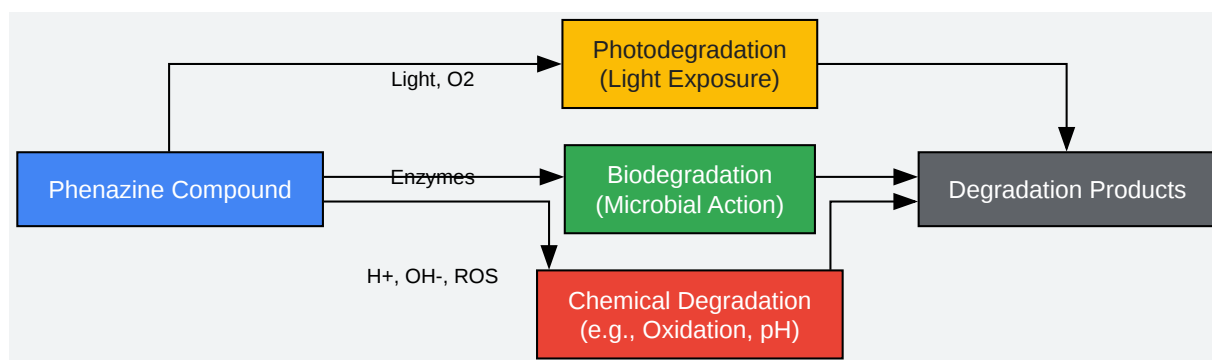 Photodegradation
(Light Exposure)
Light, O2
Phenazine Compound
Enzymes
Biodegradation
(Microbial Action)
Degradation Products
H+, OH-, ROS
Chemical Degradation
(e.g., Oxidation, pH)